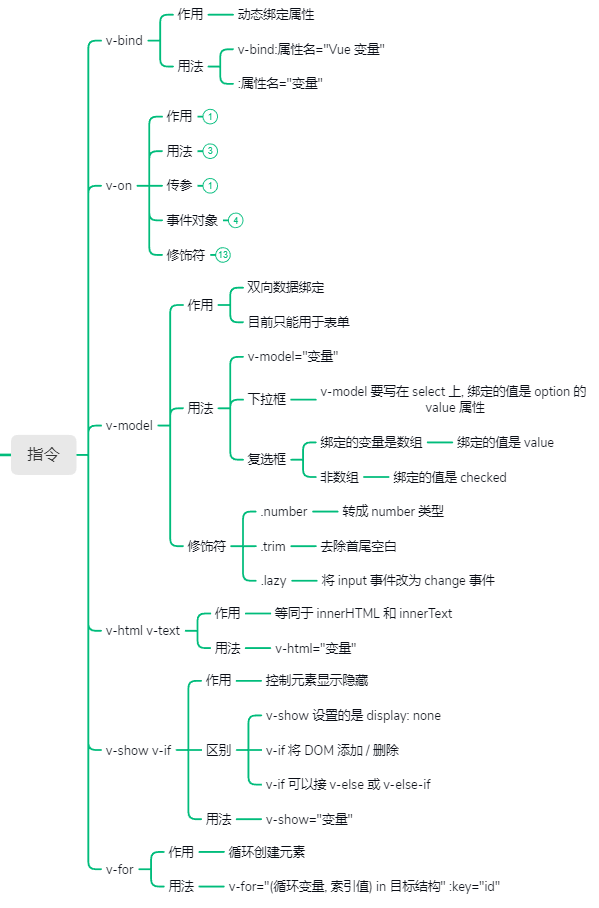 指令
v-bind
作用
动态绑定属性
用法
v-bind:属性名="Vue 变量"
:属性名="变量"
v-on
作用
1
用法
3
传参
1
事件对象
4
修饰符
13
v-model
作用
双向数据绑定
目前只能用于表单
用法
v-model="变量"
下拉框
v-model 要写在 select 上, 绑定的值是 option 的
value 属性
复选框
绑定的变量是数组
绑定的值是 value
非数组
绑定的值是 checked
修饰符
.number
转成 number 类型
.trim
去除首尾空白
.lazy
将 input 事件改为 change 事件
v-html v-text
作用
等同于 innerHTML 和 innerText
用法
v-html="变量"
v-show v-if
作用
控制元素显示隐藏
区别
v-show 设置的是 display: none
v-if 将 DOM 添加 / 删除
v-if 可以接 v-else 或 v-else-if
用法
v-show="变量"
v-for
作用
循环创建元素
用法
v-for="(循环变量, 索引值) in 目标结构" :key="id"